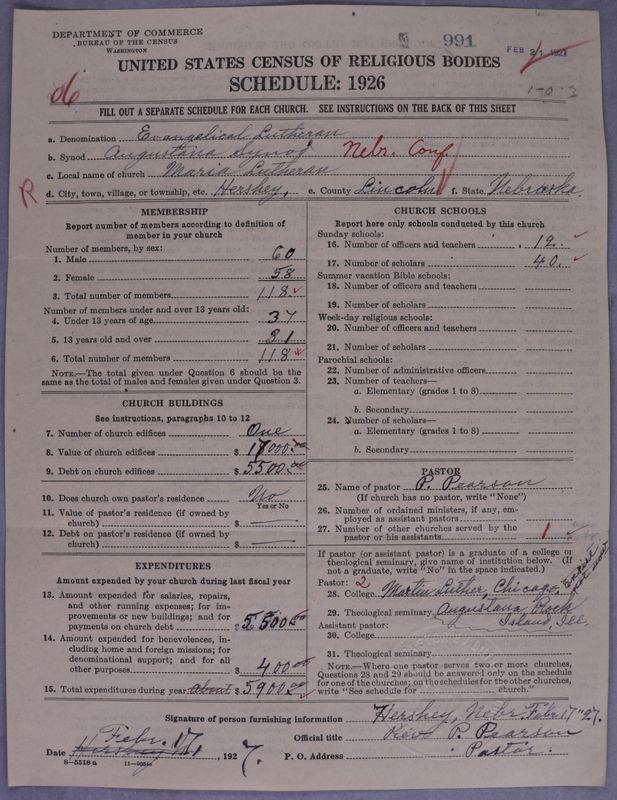 DEPARTMENT OF COMMERCE
BUREAU OF THE CENSUS
WASHINGTON
991
FEB 21 1927
UNITED STATES CENSUS OF RELIGIOUS BODIES
SCHEDULE: 1926
FILL OUT A SEPARATE SCHEDULE FOR EACH CHURCH. SEE INSTRUCTIONS ON THE BACK OF THIS SHEET
a. Denomination Evangelical Lutheran
b. Synod Augustana Synod Nebr. Conf
c. Local name of church Maria Lutheran
R
d. City, town, village, or township, etc. Hershey, e. County Lincoln f. State Nebraska.
MEMBERSHIP
Report number of members according to definition of
member in your church
Number of members, by sex:
1. Male 60
2. Female 58
3. Total number of members 118
Number of members under and over 13 years old:
4. Under 13 years of age 37
5. 13 years old and over 81
6. Total number of members 118
NOTE.—The total given under Question 6 should be
same as the total of males and females given under Question 3.
CHURCH BUILDINGS
See instructions, paragraphs 10 to 12
7. Number of church edifices One
8. Value of church edifices $
9. Debt on church edifices $ 5500.00
10. Does church own pastor's residence No
Yes or No
11. Value of pastor's residence (if owned by
church) $
12. Debt on pastor's residence (if owned by
church) $
EXPENDITURES
Amount expended by your church during last fiscal year
13. Amount expended for salaries, repairs,
and other running expenses; for im-
provements or new buildings; and for
payments on church debt $ 5500.00
14. Amount expended for benevolences, in-
cluding home and foreign missions; for
denominational support; and for all
other purposes $ 400.00
15. Total expenditures during year about $ 5900.00
CHURCH SCHOOLS
Report here only schools conducted by this church
Sunday schools:
16. Number of officers and teachers 12.
17. Number of scholars 40.
Summer vacation Bible schools:
18. Number of officers and teachers
19. Number of scholars
Week-day religious schools:
20. Number of officers and teachers
21. Number of scholars
Parochial schools:
22. Number of administrative officers
23. Number of teachers—
a. Elementary (grades 1 to 8)
b. Secondary
24. Number of scholars—
a. Elementary (grades 1 to 8)
b. Secondary
PASTOR
25. Name of pastor P. Pearson
(If church has no pastor, write "None")
26. Number of ordained ministers, if any, em-
ployed as assistant pastors
27. Number of other churches served by the
pastor or his assistants 1
If pastor (or assistant pastor) is a graduate of a college or
theological seminary, give name of institution below. (If
not a graduate, write "No" in the space indicated.)
Pastor: 2
28. College Martin Luther, Chicago,
29. Theological seminary Augustana, Rock
Island, Ill.
Assistant pastor:
30. College
31. Theological seminary
NOTE.—Where one pastor serves two or more churches,
Questions 28 and 29 should be answered only on the schedule
for one of the churches; on the schedules for the other churches,
write "See schedule for church."
Signature of person furnishing information Hershey, Nebr. Febr. 17 '27.
Official title Rev. P. Pearson
Date Hershey Febr. 17, 1927. P. O. Address Pastor.
8—5518 a